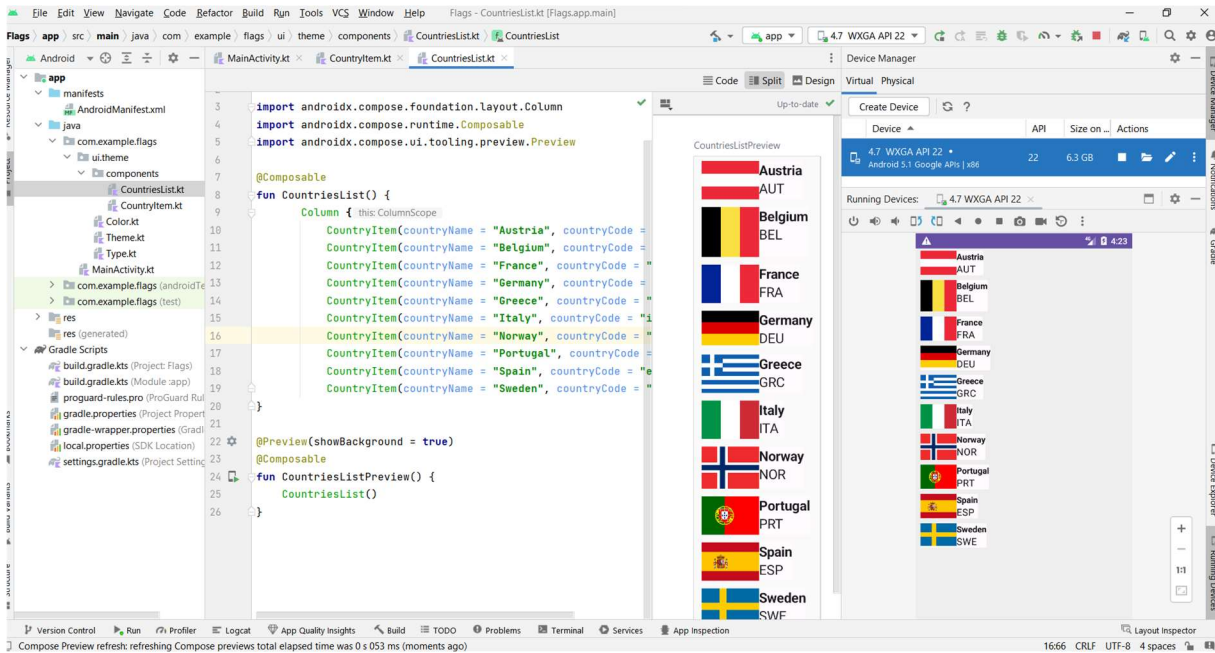 File Edit View Navigate Code Refactor Build Run Tools VCS Window Help Flags - CountriesList.kt [Flags.app.main]
Flags app src main java com example flags ui theme components CountriesList.kt CountriesList
app 4.7 WXGA API 22
Android
MainActivity.kt CountryItem.kt CountriesList.kt
Code Split Design
app
manifests
AndroidManifest.xml
java
com.example.flags
ui.theme
components
CountriesList.kt
CountryItem.kt
Color.kt
Theme.kt
Type.kt
MainActivity.kt
com.example.flags (androidTe
com.example.flags (test)
res
res (generated)
Gradle Scripts
build.gradle.kts (Project: Flags)
build.gradle.kts (Module :app)
proguard-rules.pro (ProGuard Rul
gradle.properties (Project Propert
gradle-wrapper.properties (Gradl
local.properties (SDK Location)
settings.gradle.kts (Project Setting
3 import androidx.compose.foundation.layout.Column
4 import androidx.compose.runtime.Composable
5 import androidx.compose.ui.tooling.preview.Preview
6
7 @Composable
8 fun CountriesList() {
9 Column { this: ColumnScope
10 CountryItem(countryName = "Austria", countryCode =
11 CountryItem(countryName = "Belgium", countryCode =
12 CountryItem(countryName = "France", countryCode = "
13 CountryItem(countryName = "Germany", countryCode =
14 CountryItem(countryName = "Greece", countryCode = "
15 CountryItem(countryName = "Italy", countryCode = "i
16 CountryItem(countryName = "Norway", countryCode = "
17 CountryItem(countryName = "Portugal", countryCode =
18 CountryItem(countryName = "Spain", countryCode = "e
19 CountryItem(countryName = "Sweden", countryCode = "
20 }
21
22 @Preview(showBackground = true)
23 @Composable
24 fun CountriesListPreview() {
25 CountriesList()
26 }
Up-to-date
CountriesListPreview
Austria
AUT
Belgium
BEL
France
FRA
Germany
DEU
Greece
GRC
Italy
ITA
Norway
NOR
Portugal
PRT
Spain
ESP
Sweden
SWE
Device Manager
Virtual Physical
Create Device ?
Device API Size on ... Actions
4.7 WXGA API 22 22 6.3 GB
Android 5.1 Google APIs | x86
Running Devices: 4.7 WXGA API 22
4:23
Austria
AUT
Belgium
BEL
France
FRA
Germany
DEU
Greece
GRC
Italy
ITA
Norway
NOR
Portugal
PRT
Spain
ESP
Sweden
SWE
1:1
Device Manager
Notifications
Gradle
Device Explorer
Running Devices
Version Control Run Profiler Logcat App Quality Insights Build TODO Problems Terminal Services App Inspection Layout Inspector
Compose Preview refresh: refreshing Compose previews total elapsed time was 0 s 053 ms (moments ago) 16:66 CRLF UTF-8 4 spaces